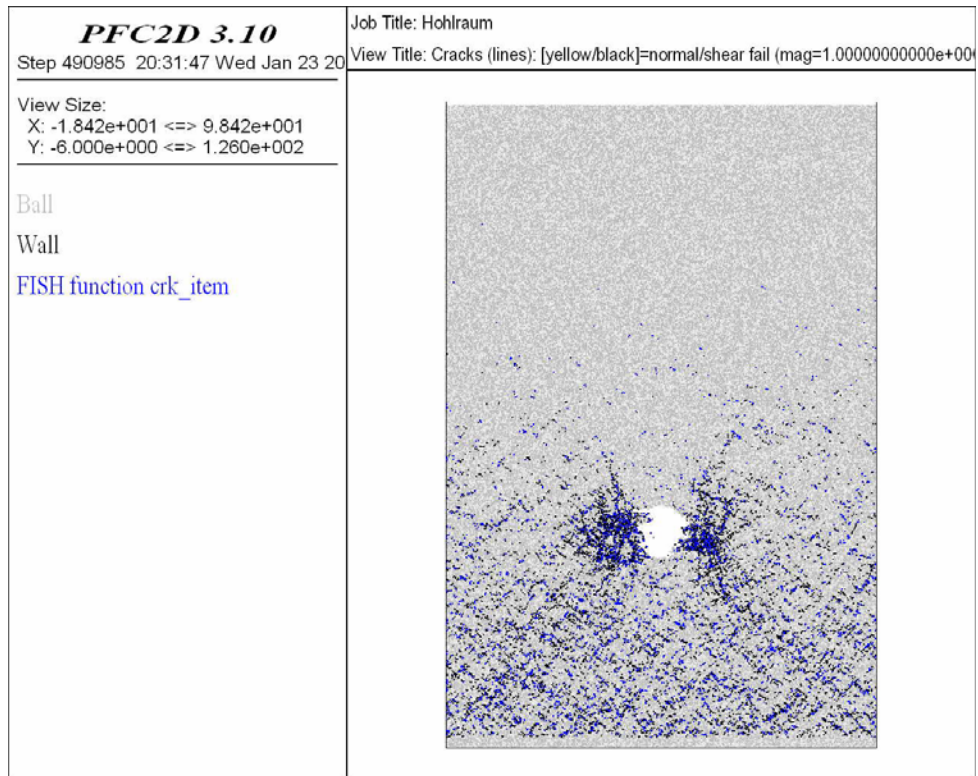 PFC2D 3.10
Step 490985 20:31:47 Wed Jan 23 20
View Size:
X: -1.842e+001 <=> 9.842e+001
Y: -6.000e+000 <=> 1.260e+002
Ball
Wall
FISH function crk_item
Job Title: Hohlraum
View Title: Cracks (lines): [yellow/black]=normal/shear fail (mag=1.00000000000e+00